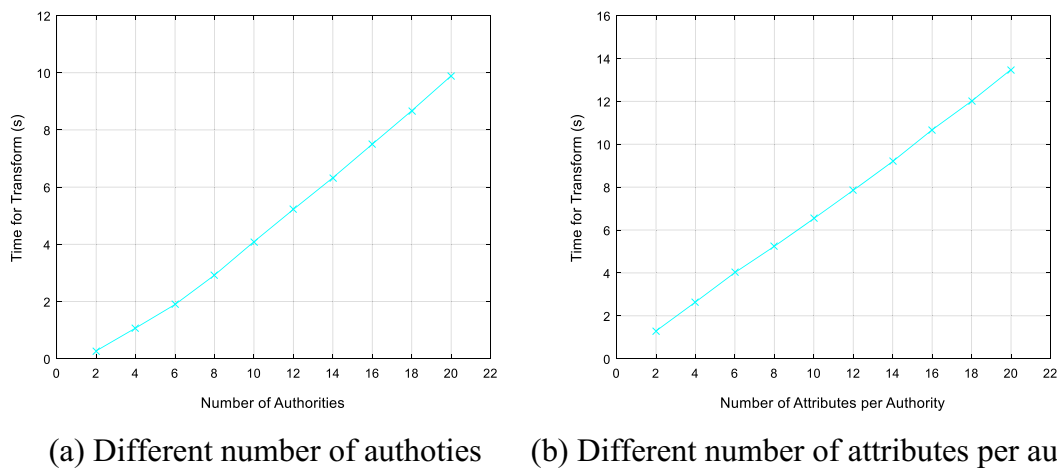 12
10
8
6
4
2
0
0 2 4 6 8 10 12 14 16 18 20 22
Time for Transform (s)
Number of Authorities
(a) Different number of authoties
16
14
12
10
8
6
4
2
0
0 2 4 6 8 10 12 14 16 18 20 22
Time for Transform (s)
Number of Attributes per Authority
(b) Different number of attributes per au